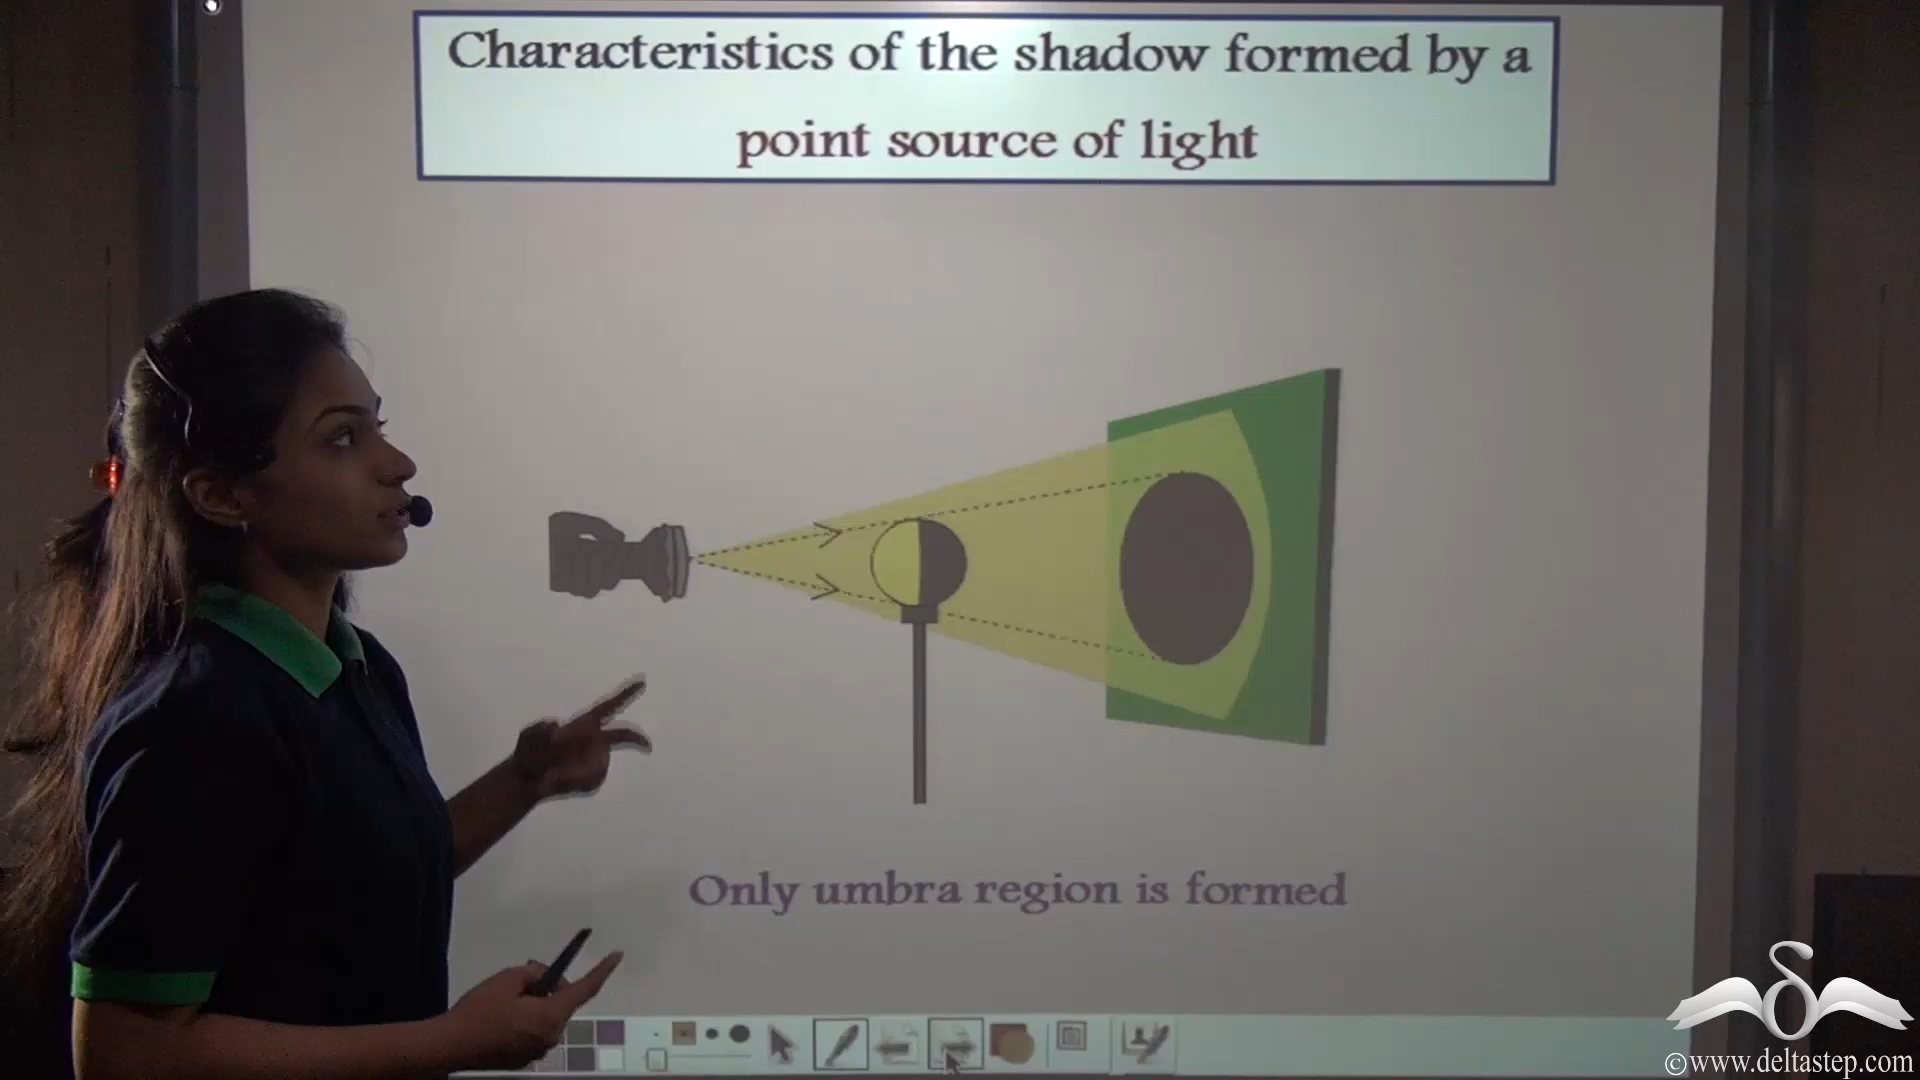 Characteristics of the shadow formed by a
point source of light
Only umbra region is formed
©www.deltastep.com